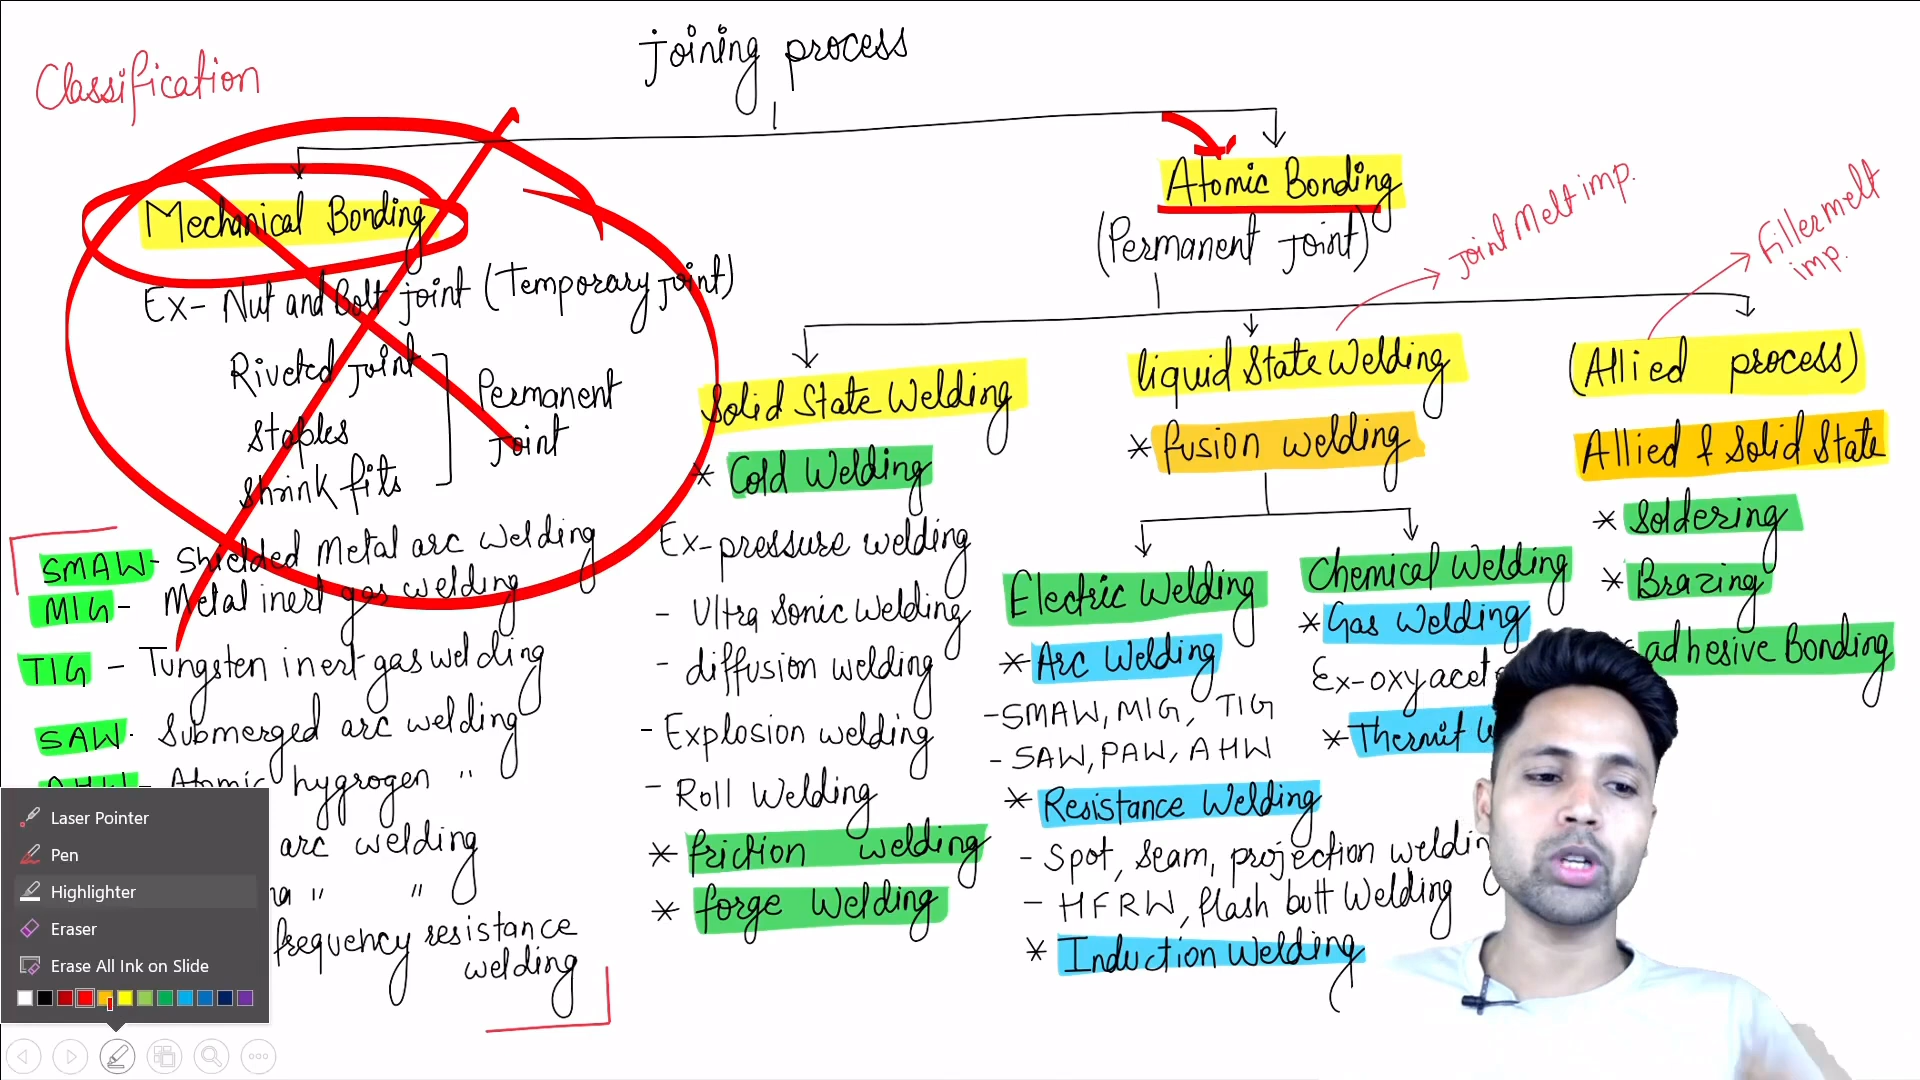 Classification
Joining process
Mechanical Bonding
Ex- Nut and Bolt joint (Temporary joint)
Riveted joint
Staples
Shrink fits
Permanent
Joint
Atomic Bonding
(Permanent Joint)
Joint Melt imp.
Filler melt
imp.
Solid State Welding
* Cold Welding
Ex-pressure welding
- Ultra Sonic Welding
- diffusion welding
- Explosion welding
- Roll Welding
* friction welding
* forge Welding
liquid State Welding
* fusion welding
Electric Welding
* Arc Welding
-SMAW, MIG, TIG
- SAW, PAW, AHW
* Resistance Welding
- Spot, Seam, projection weldin
- HFRW, flash butt Welding
* Induction Welding
Chemical Welding
* Gas Welding
Ex-oxyacet
* Thermit W
(Allied process)
Allied & Solid State
* Soldering
* Brazing
adhesive Bonding
SMAW- Shielded Metal arc welding
MIG- Metal inert gas welding
TIG - Tungsten inert gas welding
SAW- Submerged arc welding
AHW- Atomic hygrogen "
arc welding
" "
frequency resistance
welding
Laser Pointer
Pen
Highlighter
Eraser
Erase All Ink on Slide